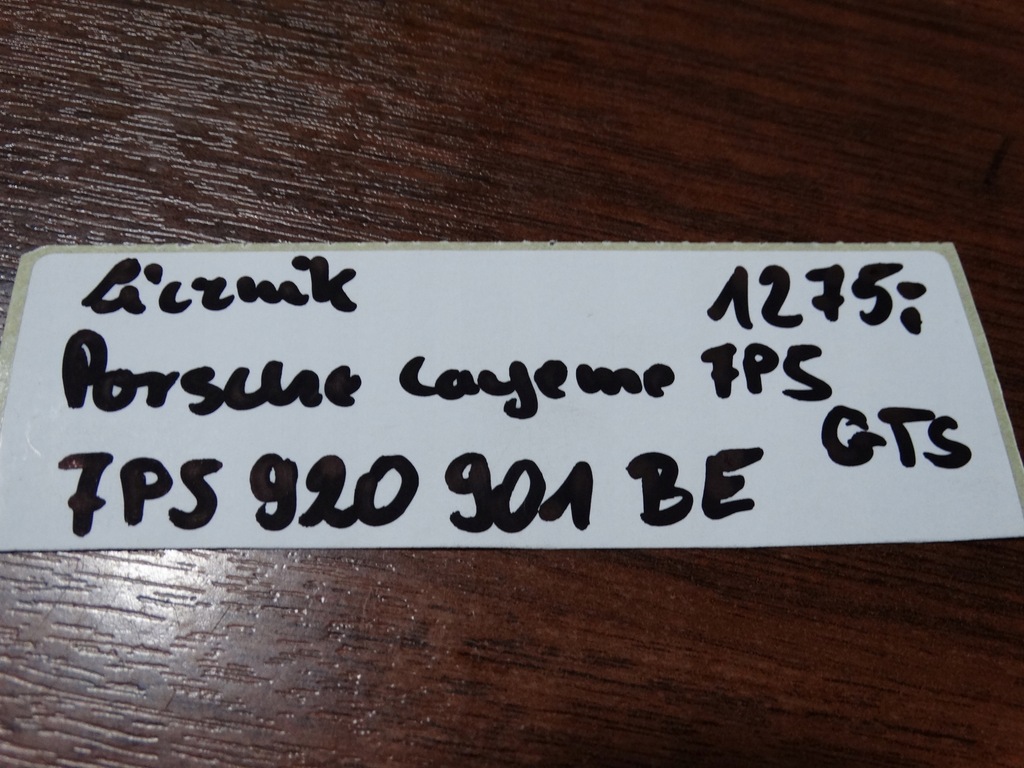 Licznik 1275,-
Porsche Cayenne 7P5
GTS
7P5 920 901 BE